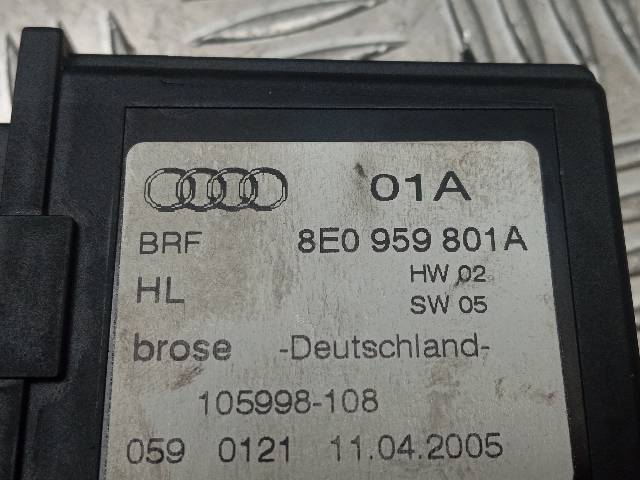 01A
BRF 8E0 959 801A
HL HW 02
SW 05
brose -Deutschland-
105998-108
059 0121 11.04.2005